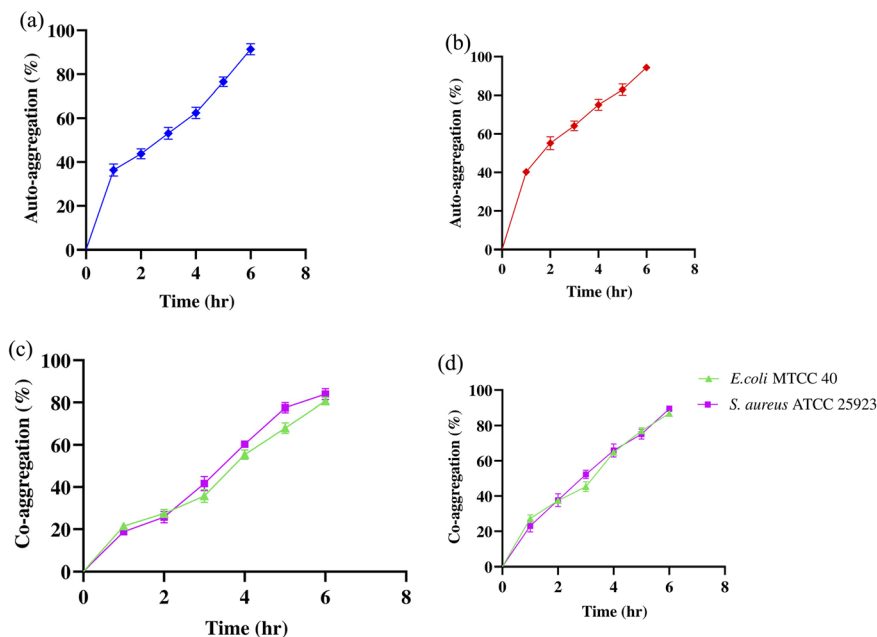 (a)
100
80
60
40
20
0
Auto-aggregation (%)
0 2 4 6 8
Time (hr)
(b)
100
80
60
40
20
0
Auto-aggregation (%)
0 2 4 6 8
Time (hr)
(c)
100
80
60
40
20
0
Co-aggregation (%)
0 2 4 6 8
Time (hr)
(d)
100
80
60
40
20
0
Co-aggregation (%)
0 2 4 6 8
Time (hr)
E.coli MTCC 40
S. aureus ATCC 25923